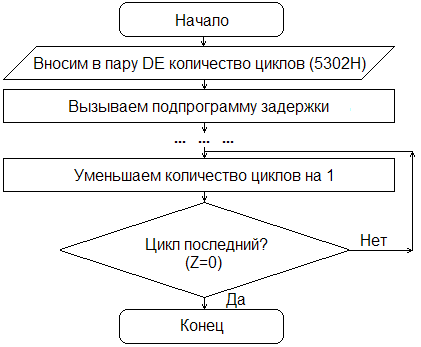 Начало
Вносим в пару DE количество циклов (5302H)
Вызываем подпрограмму задержки
... ... ...
Уменьшаем количество циклов на 1
Цикл последний?
(Z=0)
Нет
Да
Конец